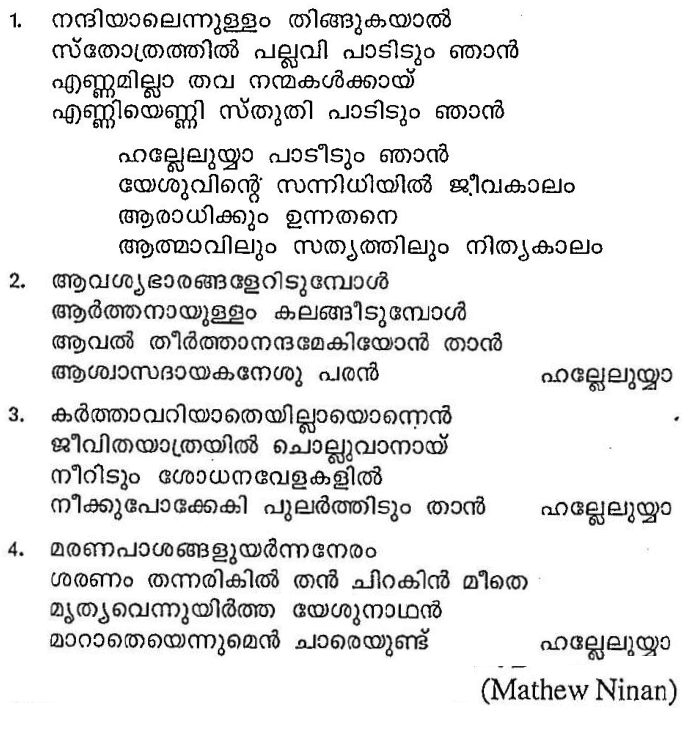 1. നന്ദിയാലെന്നുള്ളം തിങ്ങുകയാൽ
സ്തോത്രത്തിൽ പല്ലവി പാടിടും ഞാൻ
എണ്ണമില്ലാ തവ നന്മകൾക്കായ്
എണ്ണിയെണ്ണി സ്തുതി പാടിടും ഞാൻ
ഹല്ലേലുയ്യാ പാടീടും ഞാൻ
യേശുവിന്റെ സന്നിധിയിൽ ജീവകാലം
ആരാധിക്കും ഉന്നതനെ
ആത്മാവിലും സത്യത്തിലും നിത്യകാലം
2. ആവശ്യഭാരങ്ങളേറിടുമ്പോൾ
ആർത്തനായുള്ളം കലങ്ങീടുമ്പോൾ
ആവൽ തീർത്താനന്ദമേകിയോൻ താൻ
ആശ്വാസദായകനേശു പരൻ ഹല്ലേലുയ്യാ
3. കർത്താവറിയാതെയില്ലായൊന്നെൻ
ജീവിതയാത്രയിൽ ചൊല്ലുവാനായ്
നീറിടും ശോധനവേളകളിൽ
നീക്കുപോക്കേകി പുലർത്തിടും താൻ ഹല്ലേലുയ്യാ
4. മരണപാശങ്ങളുയർന്നനേരം
ശരണം തന്നരികിൽ തൻ ചിറകിൻ മീതെ
മൃത്യുവെന്നുയിർത്ത യേശുനാഥൻ
മാറാതെയെന്നുമെൻ ചാരെയുണ്ട് ഹല്ലേലുയ്യാ
(Mathew Ninan)